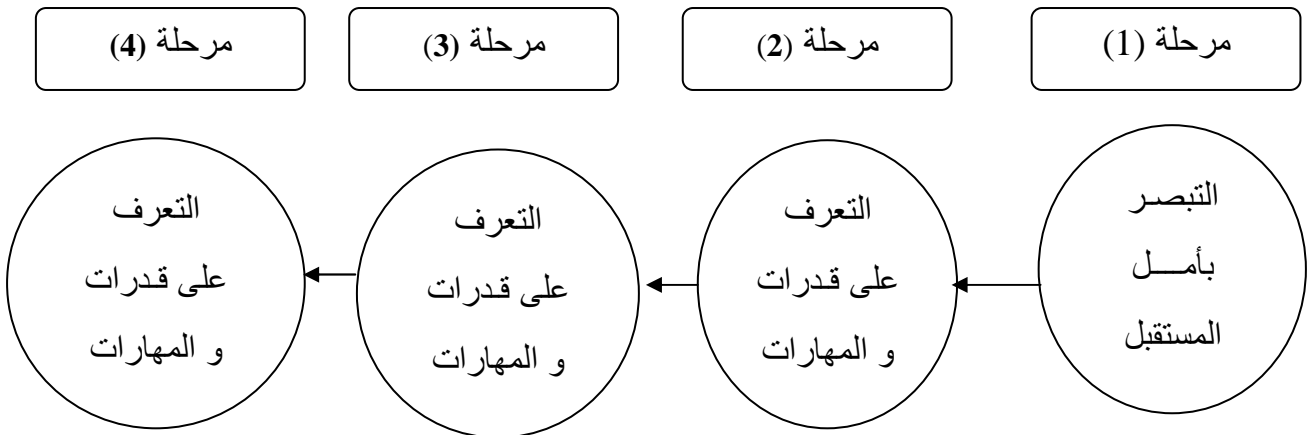 مرحلة (1)
مرحلة (2)
مرحلة (3)
مرحلة (4)
التبصر
بأمـــل
المستقبل
التعرف
على قدرات
و المهارات
التعرف
على قدرات
و المهارات
التعرف
على قدرات
و المهارات